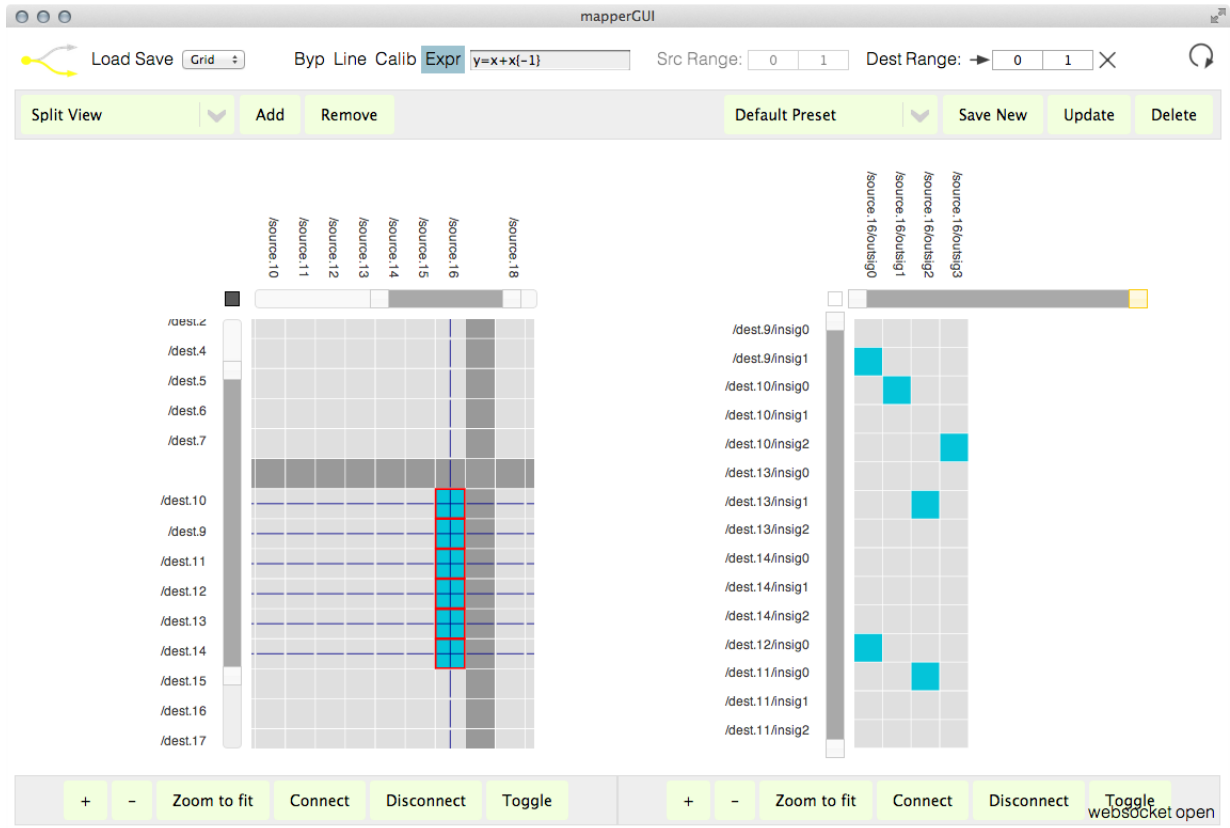 mapperGUI
Load Save Grid Byp Line Calib Expr y=x+x{-1} Src Range: 0 1 Dest Range: 0 1
Split View Add Remove Default Preset Save New Update Delete
/source.10
/source.11
/source.12
/source.13
/source.14
/source.15
/source.16
/source.18
/dest.2
/dest.4
/dest.5
/dest.6
/dest.7
/dest.10
/dest.9
/dest.11
/dest.12
/dest.13
/dest.14
/dest.15
/dest.16
/dest.17
/source.16/outsig0
/source.16/outsig1
/source.16/outsig2
/source.16/outsig3
/dest.9/insig0
/dest.9/insig1
/dest.10/insig0
/dest.10/insig1
/dest.10/insig2
/dest.13/insig0
/dest.13/insig1
/dest.13/insig2
/dest.14/insig0
/dest.14/insig1
/dest.14/insig2
/dest.12/insig0
/dest.11/insig0
/dest.11/insig1
/dest.11/insig2
+ - Zoom to fit Connect Disconnect Toggle + - Zoom to fit Connect Disconnect Toggle
websocket open